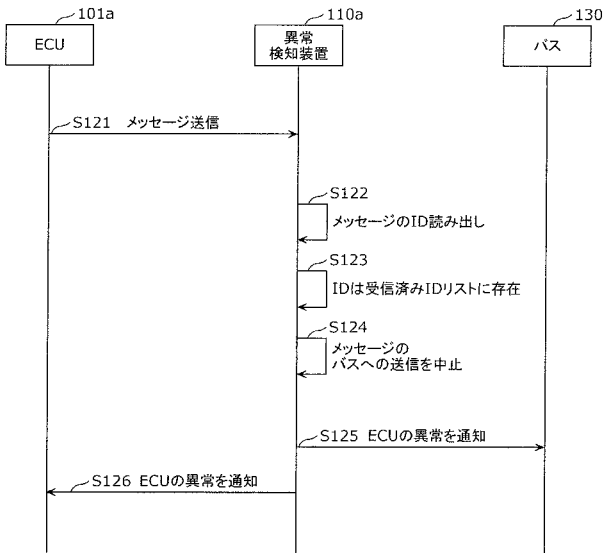 101a
ECU
110a
異常
検知装置
130
バス
S121 メッセージ送信
S122
メッセージのID読み出し
S123
IDは受信済みIDリストに存在
S124
メッセージの
バスへの送信を中止
S125 ECUの異常を通知
S126 ECUの異常を通知